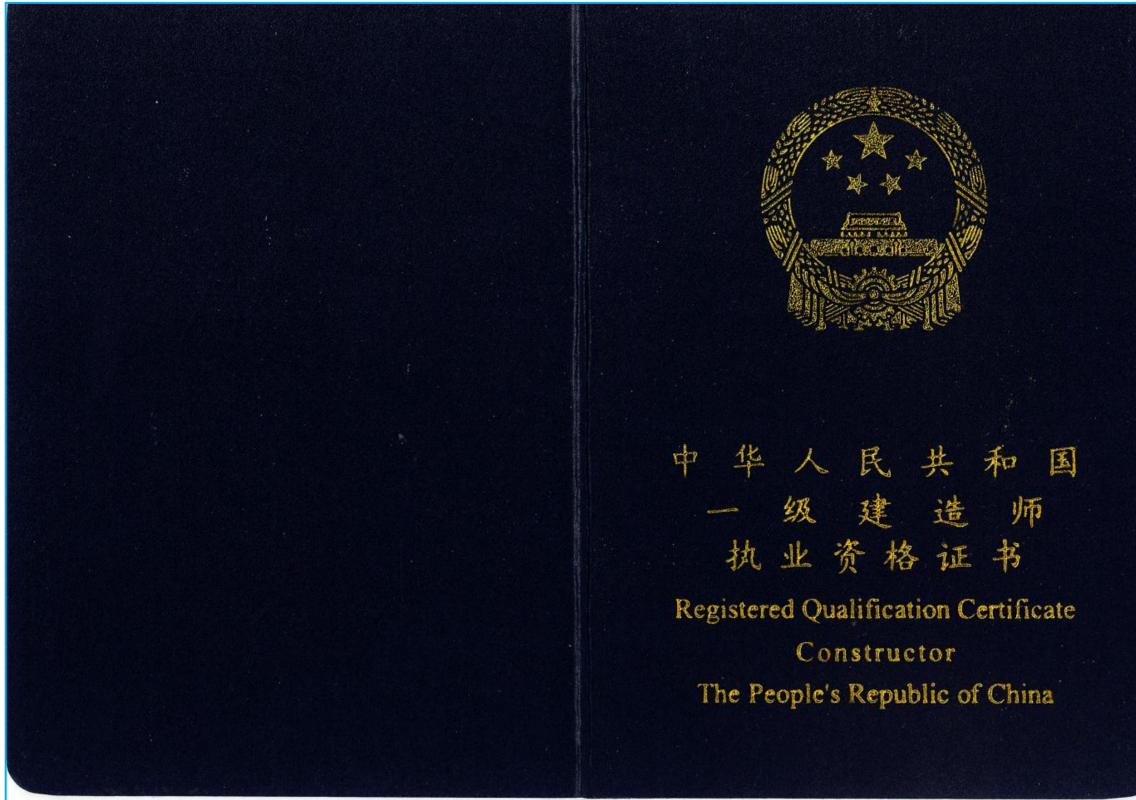 中华人民共和国
一级建造师
执业资格证书
Registered Qualification Certificate
Constructor
The People's Republic of China